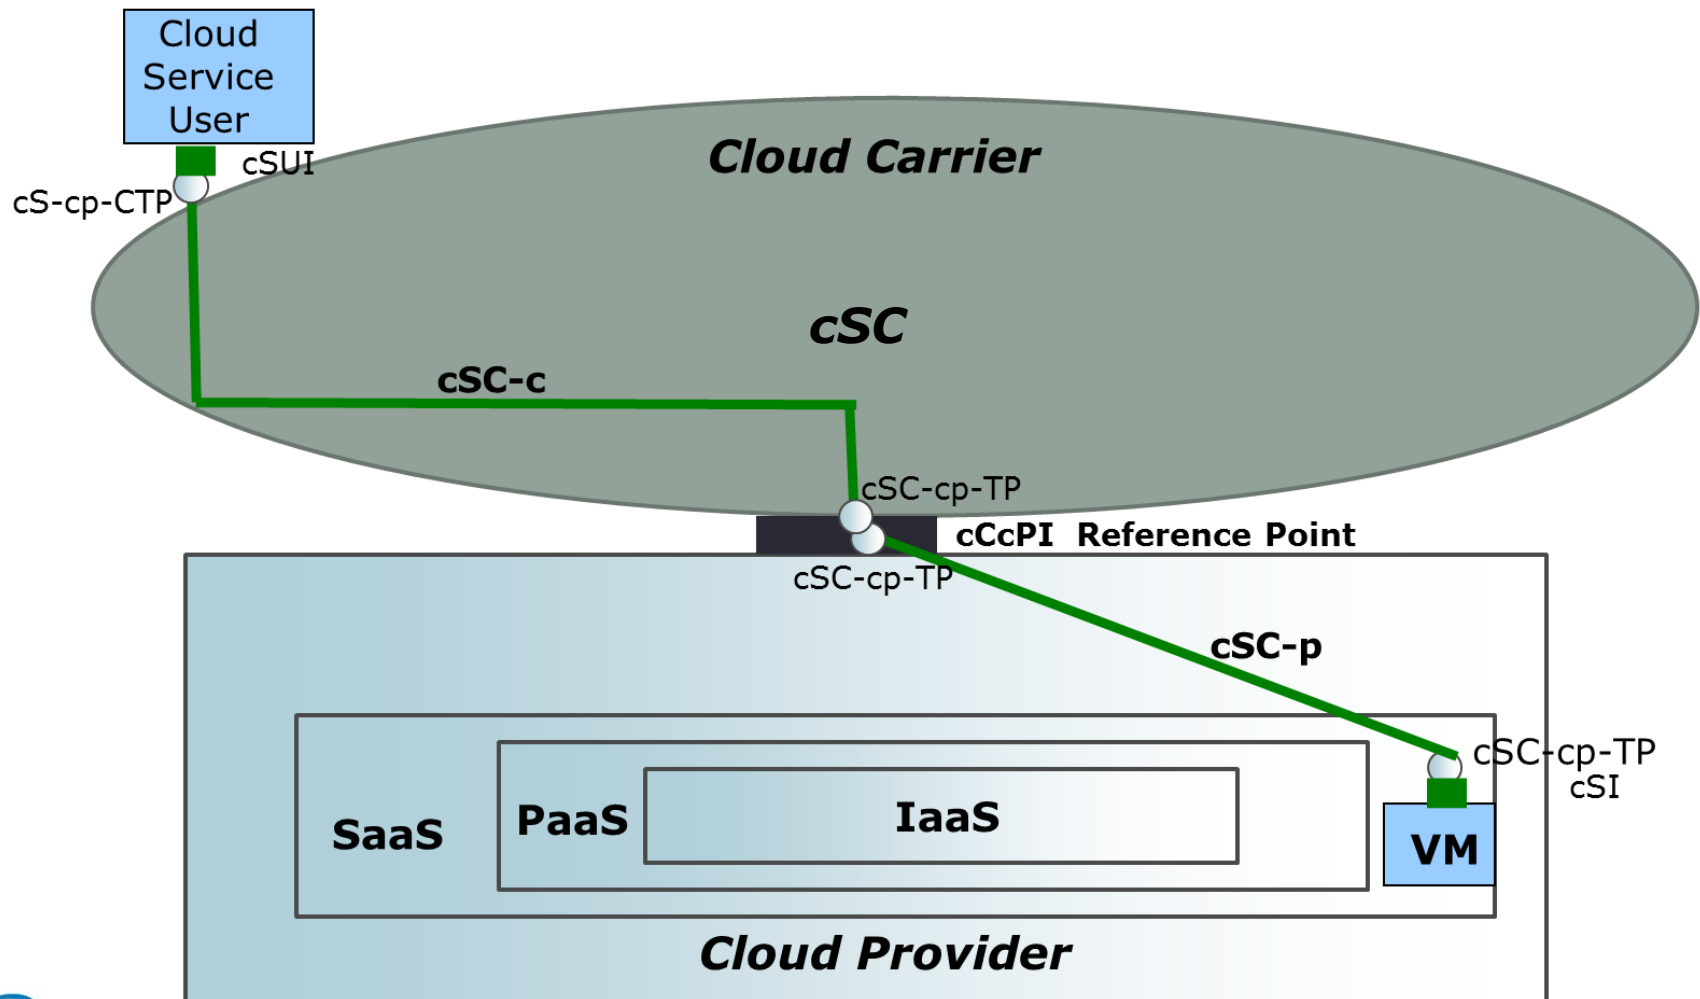 Cloud
Service
User
cSUI
cS-cp-CTP
Cloud Carrier
cSC
cSC-c
cSC-cp-TP
cCcPI  Reference Point
cSC-cp-TP
cSC-p
cSC-cp-TP
cSI
SaaS
PaaS
IaaS
VM
Cloud Provider